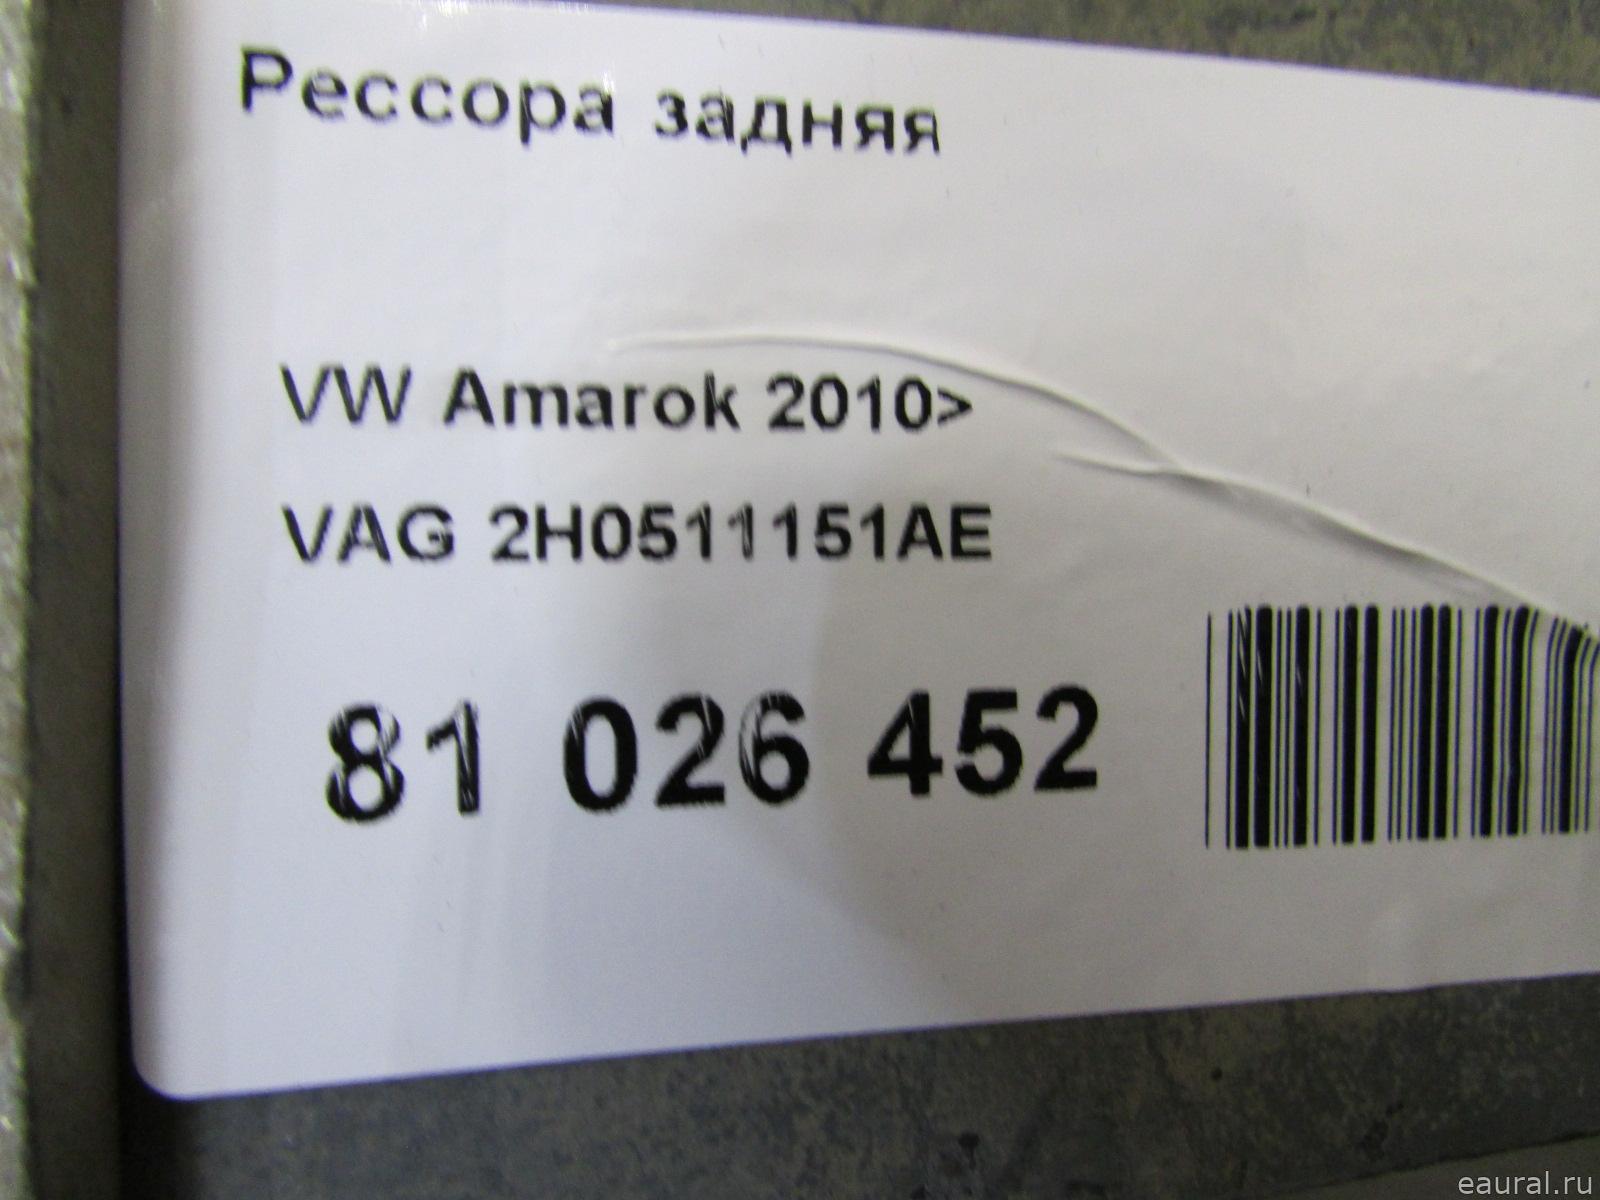 Рессора задняя
VW Amarok 2010>
VAG 2H0511151AE
81 026 452
eaural.ru